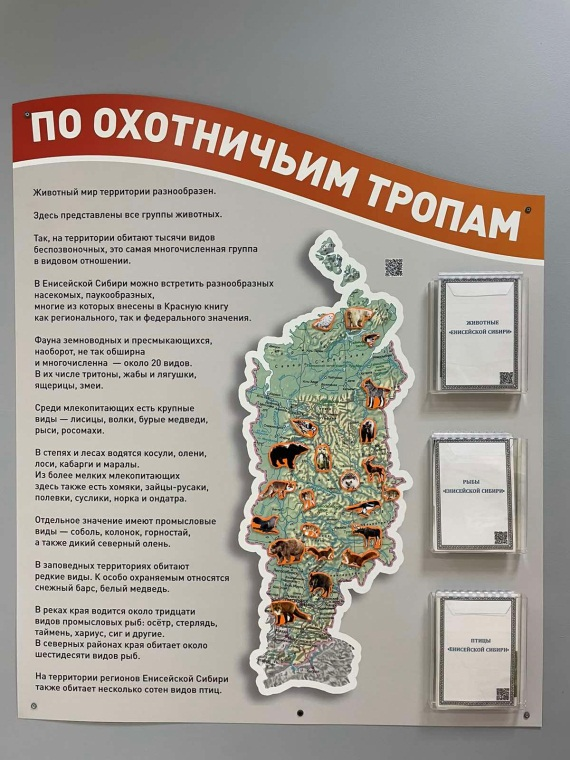 ПО ОХОТНИЧЬИМ ТРОПАМ
Животный мир территории разнообразен.
Здесь представлены все группы животных.
Так, на территории обитают тысячи видов
беспозвоночных, это самая многочисленная группа
в видовом отношении.
В Енисейской Сибири можно встретить разнообразных
насекомых, паукообразных,
многие из которых внесены в Красную книгу
как регионального, так и федерального значения.
Фауна земноводных и пресмыкающихся,
наоборот, не так обширна
и многочисленна — около 20 видов.
В их числе тритоны, жабы и лягушки,
ящерицы, змеи.
Среди млекопитающих есть крупные
виды — лисицы, волки, бурые медведи,
рыси, росомахи.
В степях и лесах водятся косули, олени,
лоси, кабарги и маралы.
Из более мелких млекопитающих
здесь также есть хомяки, зайцы-русаки,
полевки, суслики, норка и ондатра.
Отдельное значение имеют промысловые
виды — соболь, колонок, горностай,
а также дикий северный олень.
В заповедных территориях обитают
редкие виды. К особо охраняемым относятся
снежный барс, белый медведь.
В реках края водится около тридцати
видов промысловых рыб: осётр, стерлядь,
таймень, хариус, сиг и другие.
В северных районах края обитает около
шестидесяти видов рыб.
На территории регионов Енисейской Сибири
также обитает несколько сотен видов птиц.
ЖИВОТНЫЕ
«ЕНИСЕЙСКОЙ СИБИРИ»
РЫБЫ
«ЕНИСЕЙСКОЙ СИБИРИ»
ПТИЦЫ
«ЕНИСЕЙСКОЙ СИБИРИ»